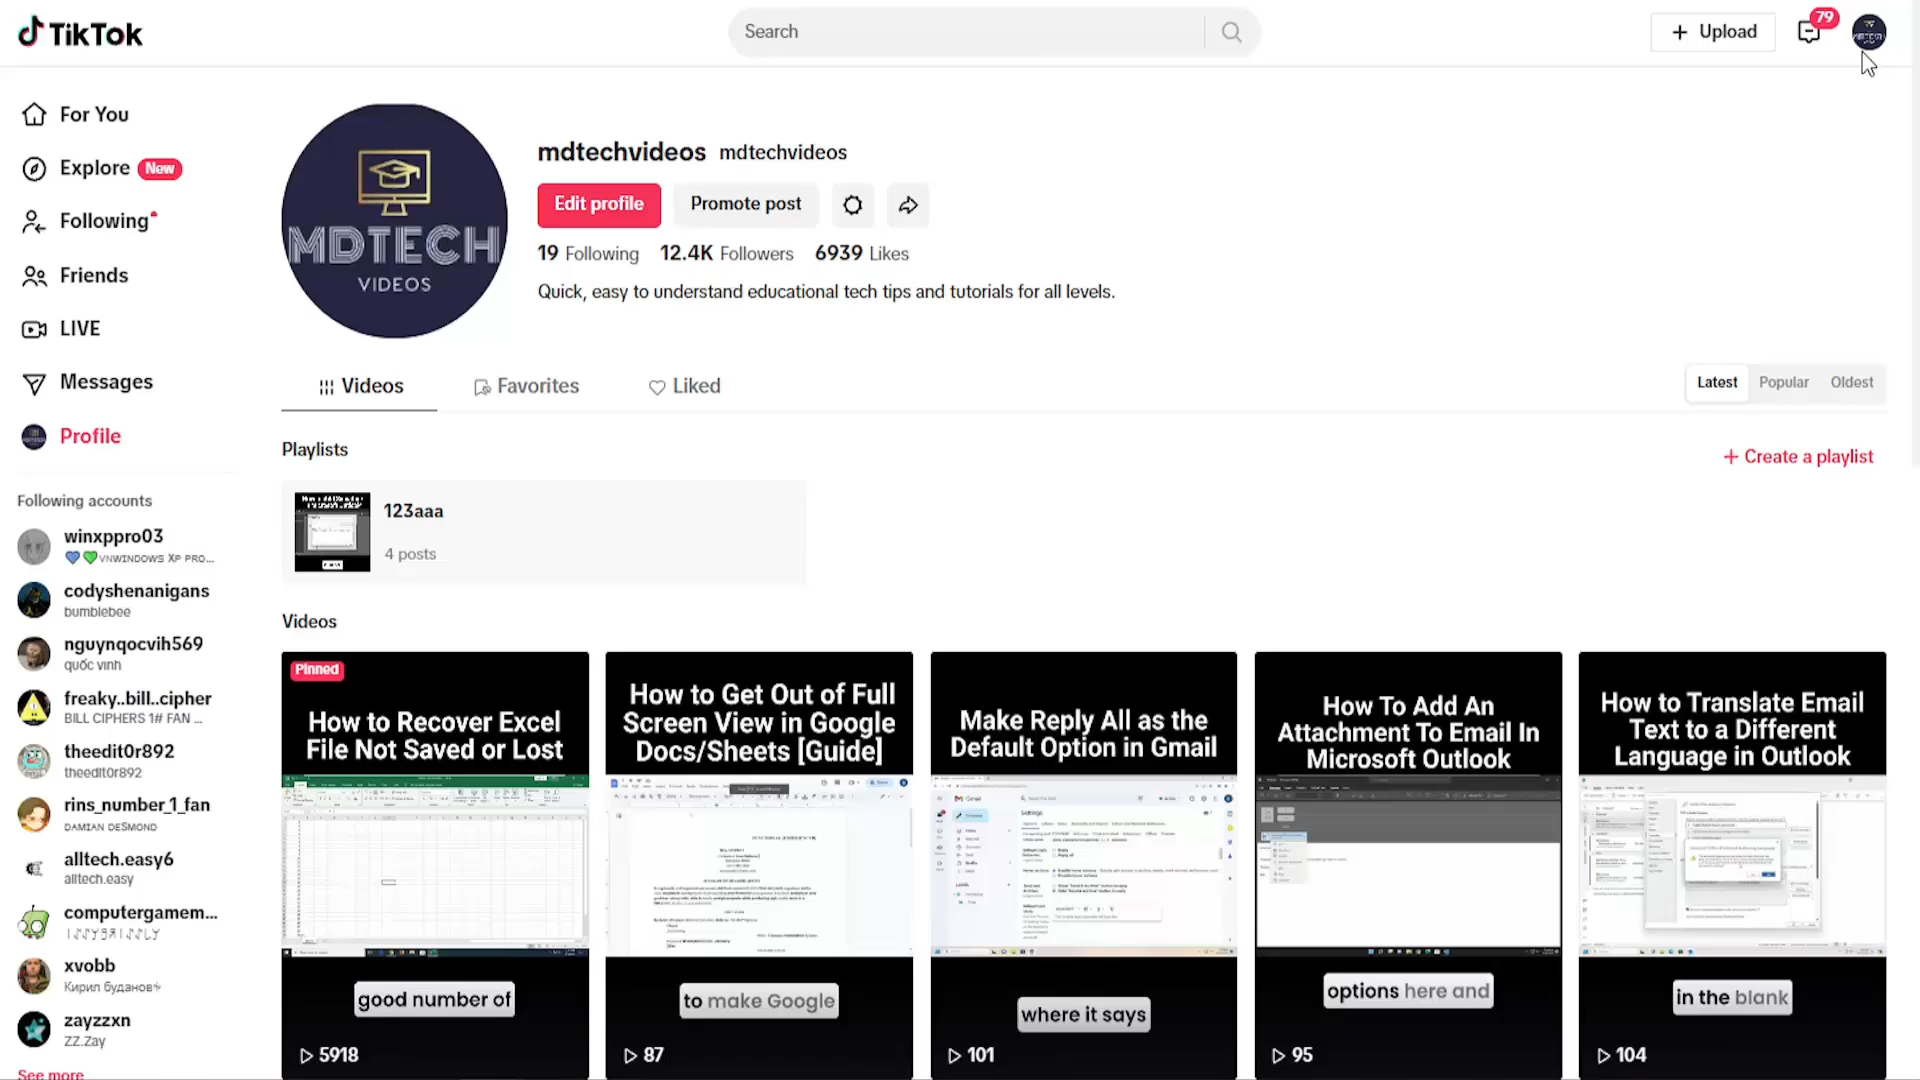 TikTok
Search
Upload
79
For You
Explore New
Following
Friends
LIVE
Messages
Profile
Following accounts
winxppro03
💙💚VNWINDOWS XP PRO...
codyshenanigans
bumblebee
nguynqocvih569
quốc vinh
freaky..bill..cipher
BILL CIPHERS 1# FAN ...
theedit0r892
theedit0r892
rins_number_1_fan
DAMIAN DESMOND
alltech.easy6
alltech.easy
computergamem...
xvobb
Кирил буданов
zayzzxn
ZZ.Zay
See more
MDTECH
VIDEOS
mdtechvideos mdtechvideos
Edit profile
Promote post
19 Following 12.4K Followers 6939 Likes
Quick, easy to understand educational tech tips and tutorials for all levels.
Videos
Favorites
Liked
Latest
Popular
Oldest
Playlists
+ Create a playlist
123aaa
4 posts
Videos
Pinned
How to Recover Excel
File Not Saved or Lost
good number of
5918
How to Get Out of Full
Screen View in Google
Docs/Sheets [Guide]
to make Google
87
Make Reply All as the
Default Option in Gmail
where it says
101
How To Add An
Attachment To Email In
Microsoft Outlook
options here and
95
How to Translate Email
Text to a Different
Language in Outlook
in the blank
104